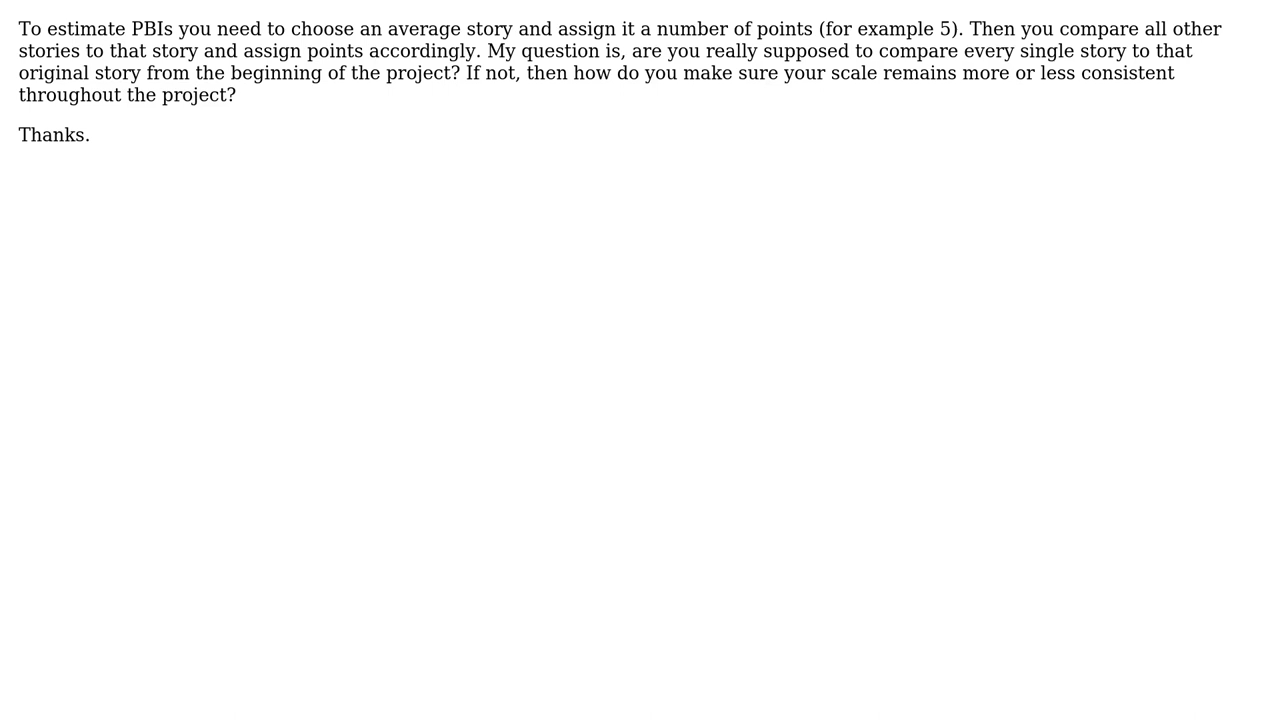 To estimate PBIs you need to choose an average story and assign it a number of points (for example 5). Then you compare all other
stories to that story and assign points accordingly. My question is, are you really supposed to compare every single story to that
original story from the beginning of the project? If not, then how do you make sure your scale remains more or less consistent
throughout the project?
Thanks.